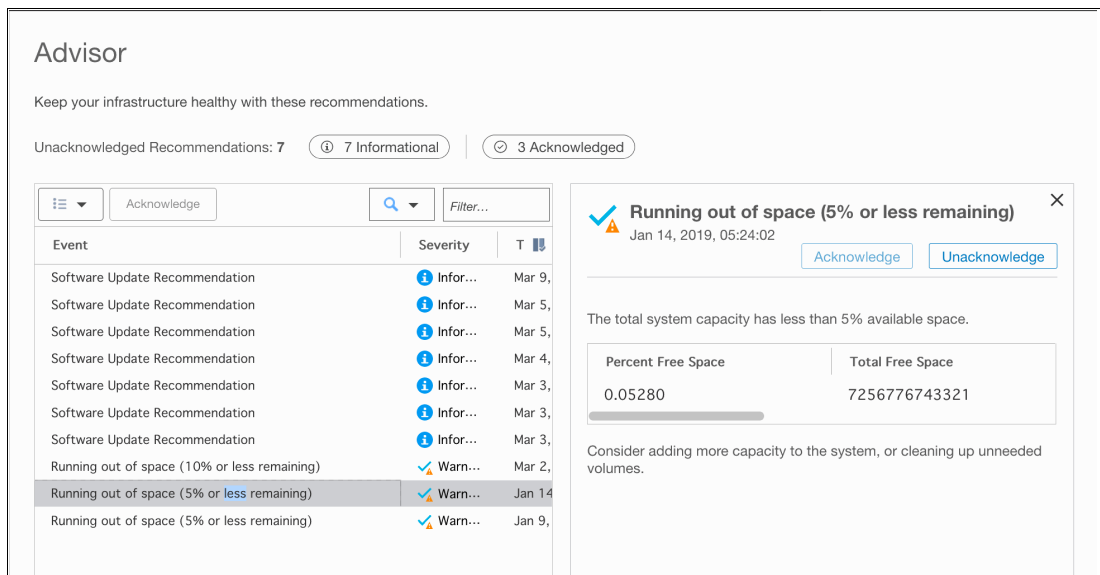 Advisor
Keep your infrastructure healthy with these recommendations.
Unacknowledged Recommendations: 7
7 Informational
3 Acknowledged
Acknowledge
Filter...
Event Severity T
Software Update Recommendation Infor... Mar 9,
Software Update Recommendation Infor... Mar 5,
Software Update Recommendation Infor... Mar 5,
Software Update Recommendation Infor... Mar 4,
Software Update Recommendation Infor... Mar 3,
Software Update Recommendation Infor... Mar 3,
Software Update Recommendation Infor... Mar 3,
Running out of space (10% or less remaining) Warn... Mar 2,
Running out of space (5% or less remaining) Warn... Jan 14
Running out of space (5% or less remaining) Warn... Jan 9,
Running out of space (5% or less remaining)
Jan 14, 2019, 05:24:02
Acknowledge
Unacknowledge
The total system capacity has less than 5% available space.
Percent Free Space Total Free Space
0.05280 7256776743321
Consider adding more capacity to the system, or cleaning up unneeded
volumes.